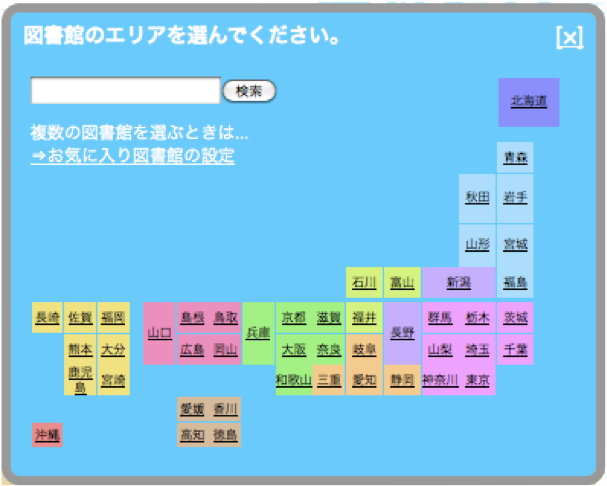 図書館のエリアを選んでください。 [×]
検索
複数の図書館を選ぶときは...
⇒お気に入り図書館の設定
北海道
青森
秋田 岩手
山形 宮城
石川 富山 新潟 福島
長崎 佐賀 福岡 山口 島根 鳥取 兵庫 京都 滋賀 福井 長野 群馬 栃木 茨城
熊本 大分 広島 岡山 大阪 奈良 岐阜 山梨 埼玉 千葉
鹿児島 宮崎 和歌山 三重 愛知 静岡 神奈川 東京
愛媛 香川
沖縄 高知 徳島